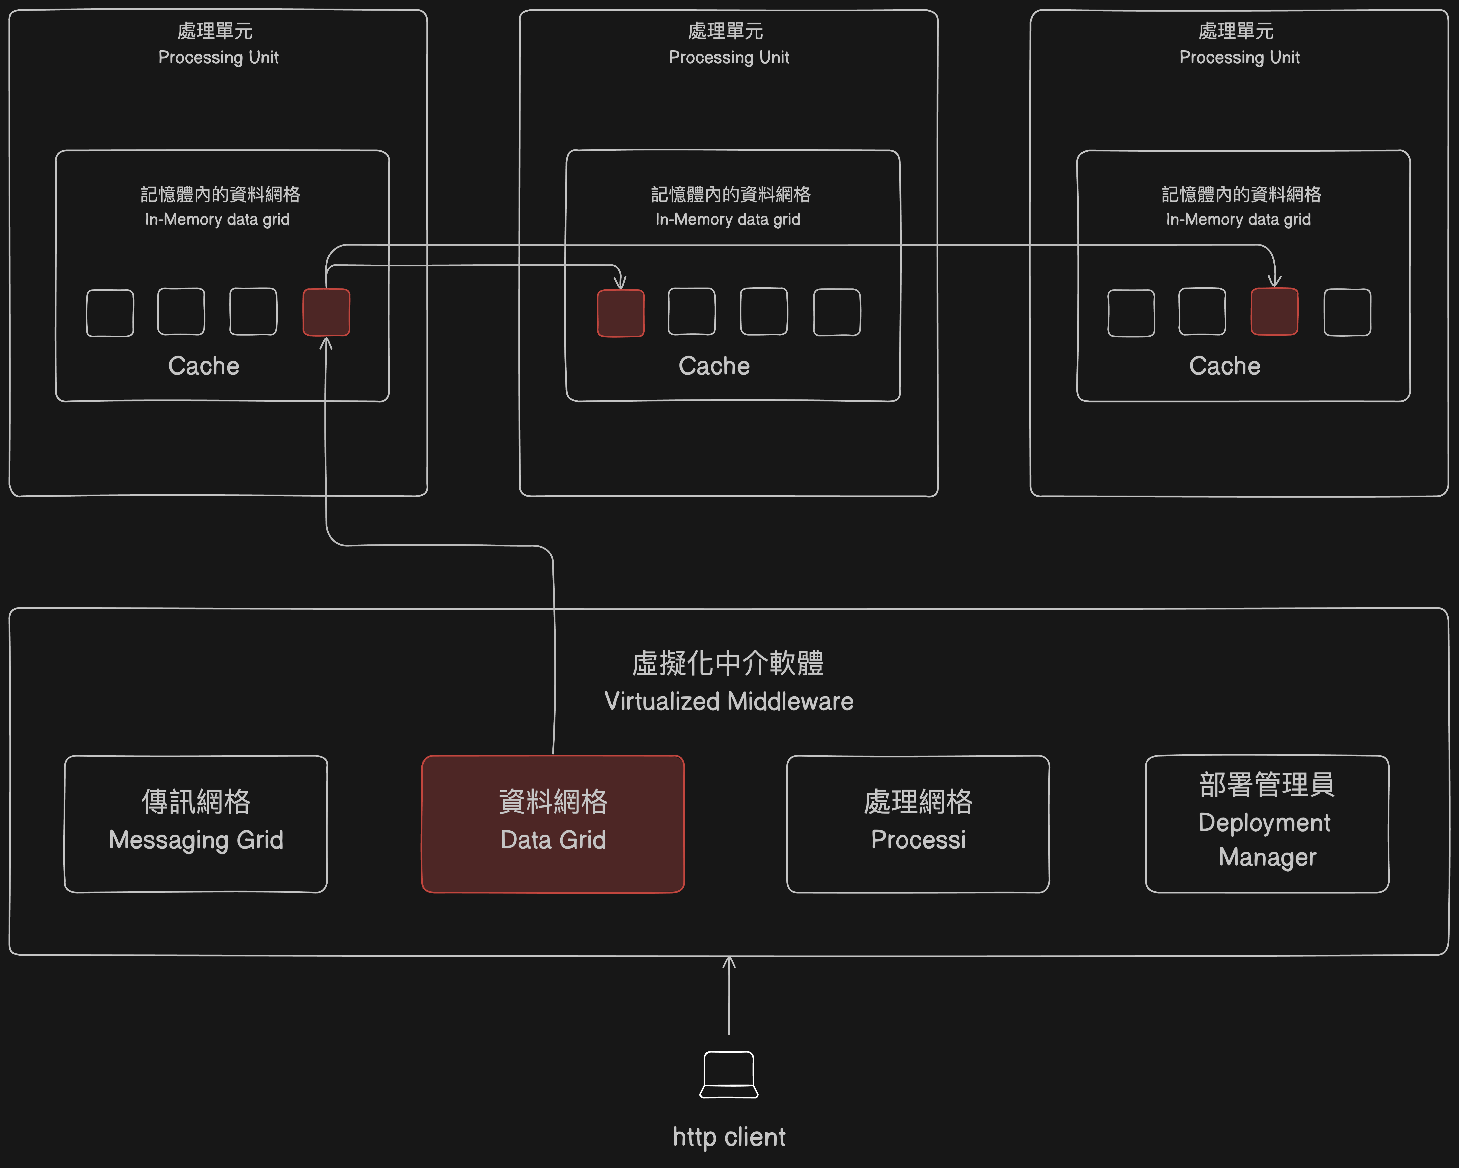 處理單元
Processing Unit
記憶體內的資料網格
In-Memory data grid
Cache
處理單元
Processing Unit
記憶體內的資料網格
In-Memory data grid
Cache
處理單元
Processing Unit
記憶體內的資料網格
In-Memory data grid
Cache
虛擬化中介軟體
Virtualized Middleware
傳訊網格
Messaging Grid
資料網格
Data Grid
處理網格
Processi
部署管理員
Deployment
Manager
http client